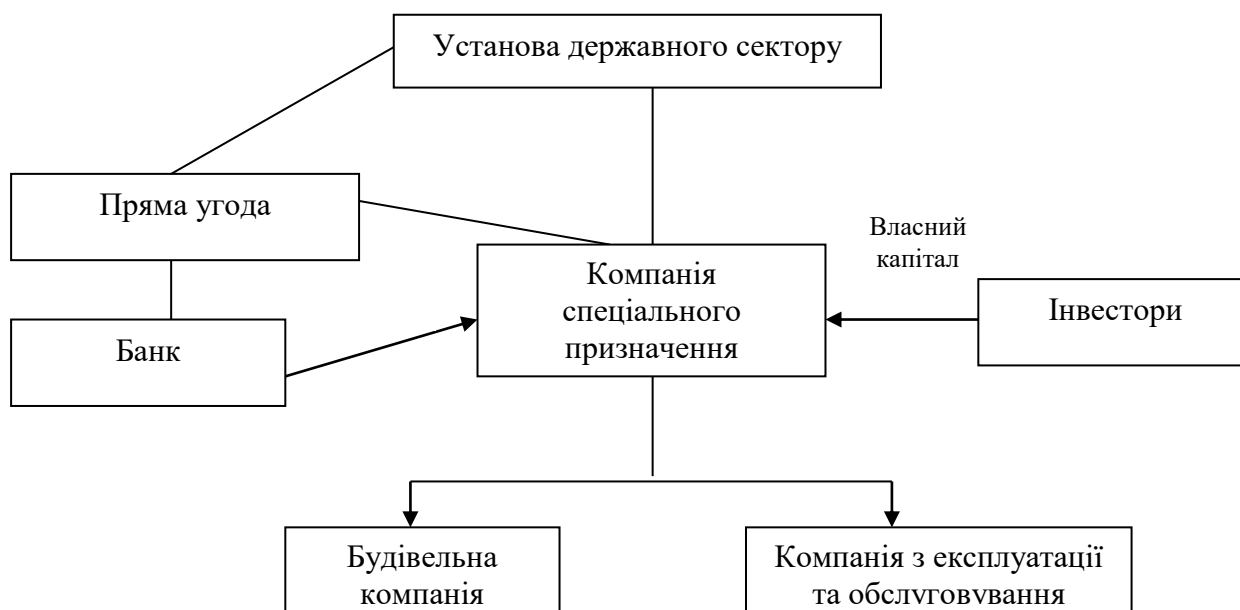 Установа державного сектору
Пряма угода
Власний
капітал
Компанія
спеціального
призначення
Інвестори
Банк
Будівельна
компанія
Компанія з експлуатації
та обслуговування